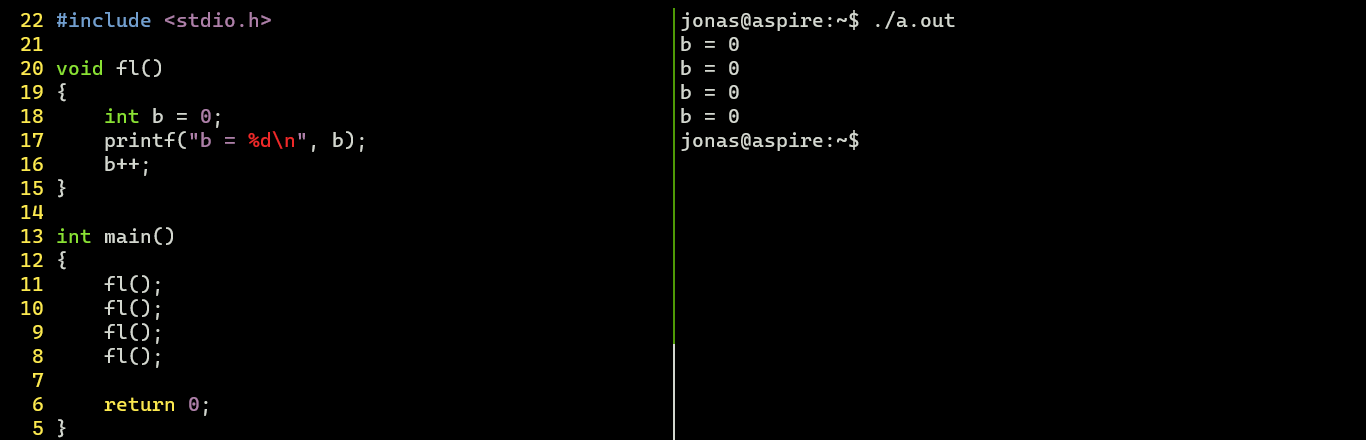 22 #include <stdio.h>
21
20 void fl()
19 {
18     int b = 0;
17     printf("b = %d\n", b);
16     b++;
15 }
14
13 int main()
12 {
11     fl();
10     fl();
 9     fl();
 8     fl();
 7
 6     return 0;
 5 }
jonas@aspire:~$ ./a.out
b = 0
b = 0
b = 0
b = 0
jonas@aspire:~$